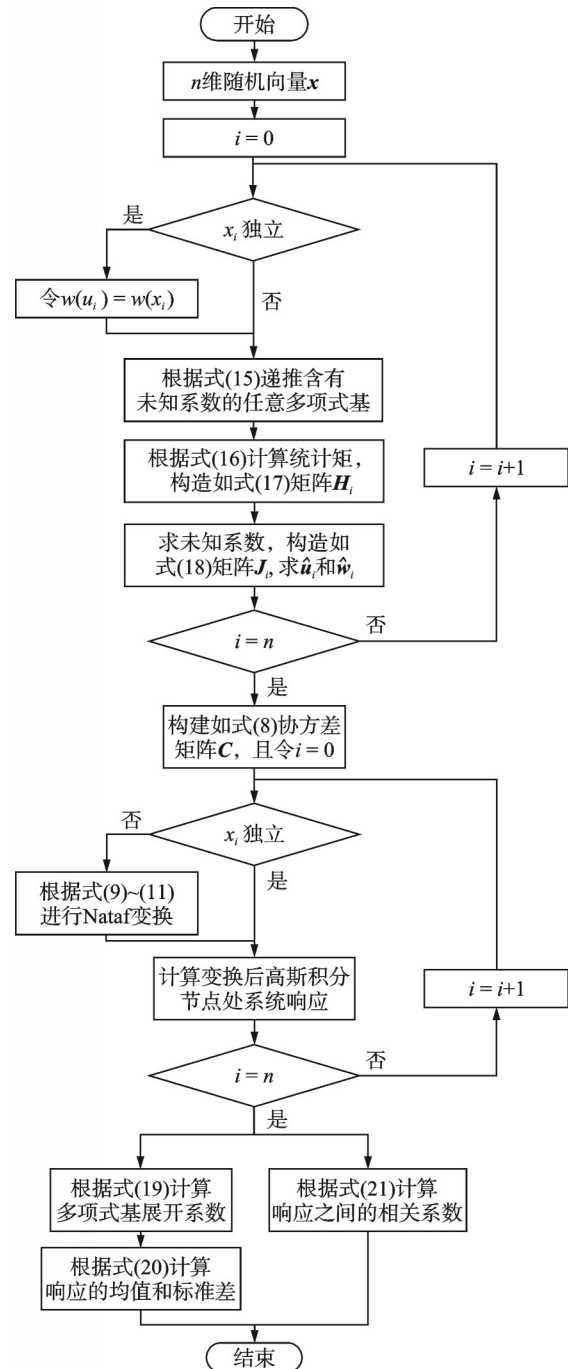 开始
n维随机向量x
i = 0
是
x_i 独立
令w(u_i) = w(x_i)
否
根据式(15)递推含有
未知系数的任意多项式基
根据式(16)计算统计矩，
构造如式(17)矩阵H_i
i = i+1
求未知系数，构造如
式(18)矩阵J_i, 求û_i和ŵ_i
否
i = n
是
构建如式(8)协方差
矩阵C，且令i = 0
否
x_i 独立
根据式(9)~(11)
进行Nataf变换
是
计算变换后高斯积分
节点处系统响应
i = i+1
否
i = n
是
根据式(19)计算
多项式基展开系数
根据式(21)计算
响应之间的相关系数
根据式(20)计算
响应的均值和标准差
结束